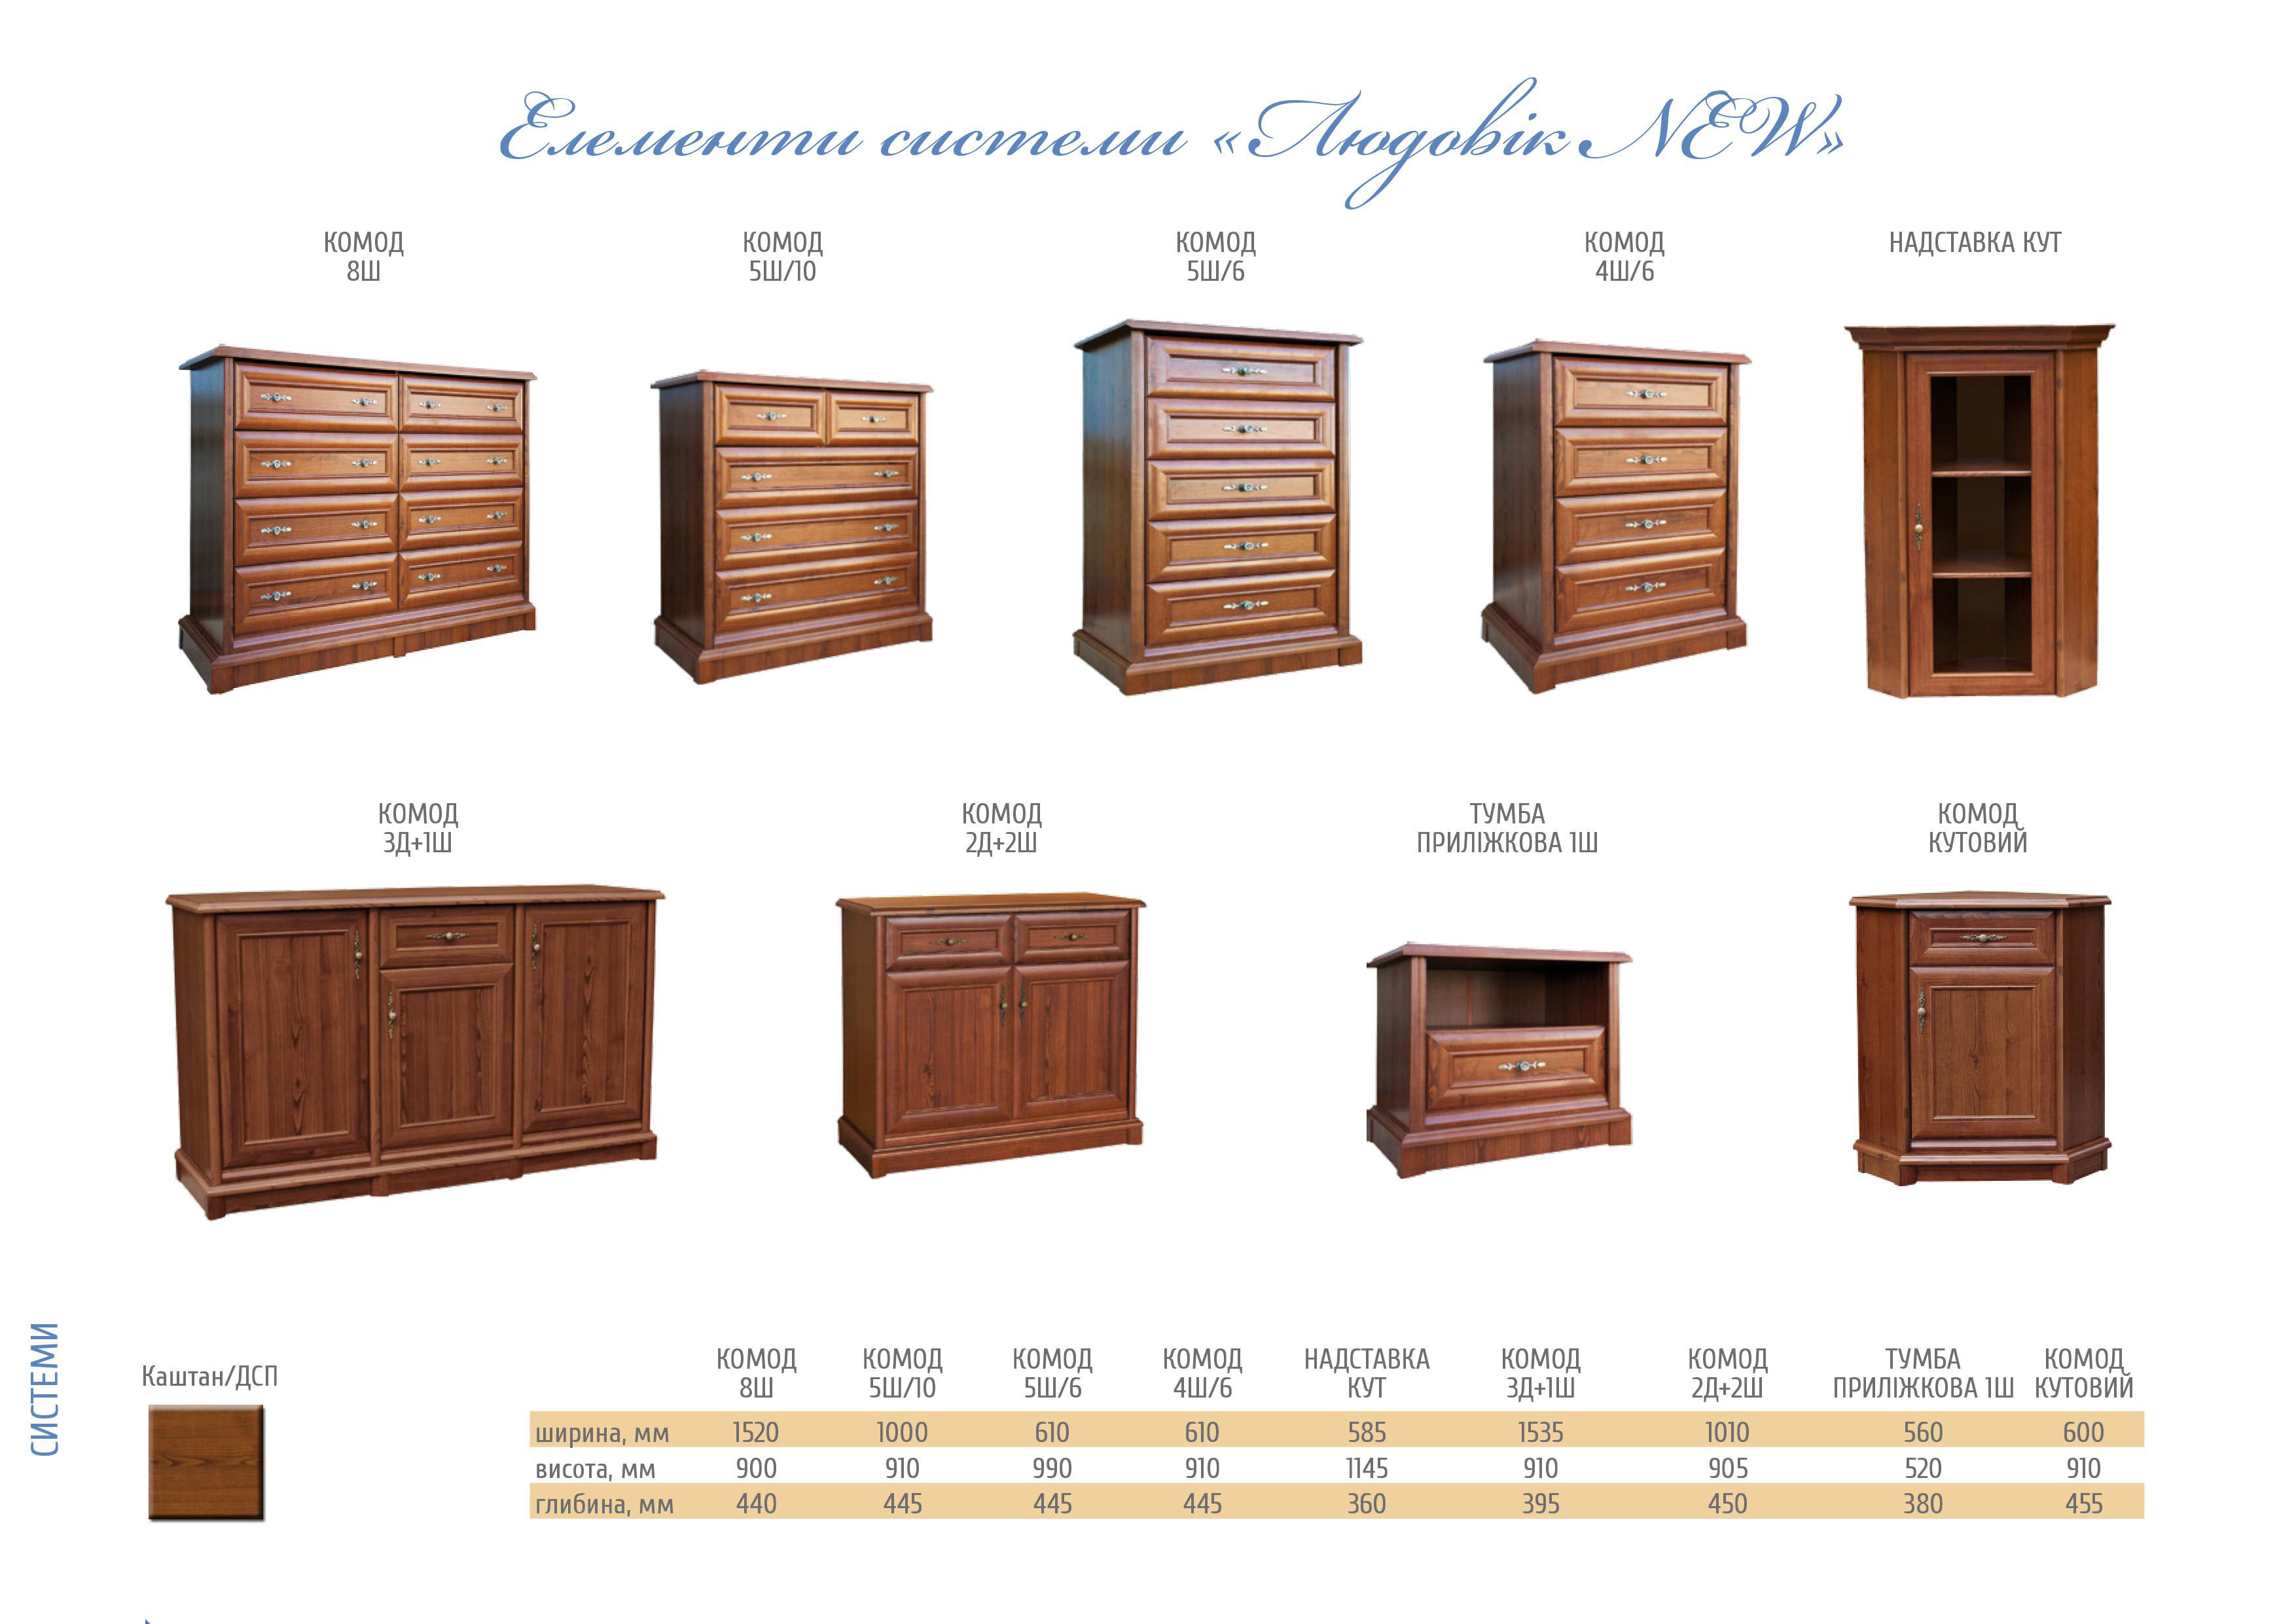 Елементи системи «Людовік NEW»
КОМОД
8Ш
КОМОД
5Ш/10
КОМОД
5Ш/6
КОМОД
4Ш/6
НАДСТАВКА КУТ
КОМОД
3Д+1Ш
КОМОД
2Д+2Ш
ТУМБА
ПРИЛІЖКОВА 1Ш
КОМОД
КУТОВИЙ
СИСТЕМИ
Каштан/ДСП
КОМОД КОМОД КОМОД КОМОД НАДСТАВКА КОМОД КОМОД ТУМБА КОМОД
8Ш 5Ш/10 5Ш/6 4Ш/6 КУТ 3Д+1Ш 2Д+2Ш ПРИЛІЖКОВА 1Ш КУТОВИЙ
ширина, мм 1520 1000 610 610 585 1535 1010 560 600
висота, мм 900 910 990 910 1145 910 905 520 910
глибина, мм 440 445 445 445 360 395 450 380 455